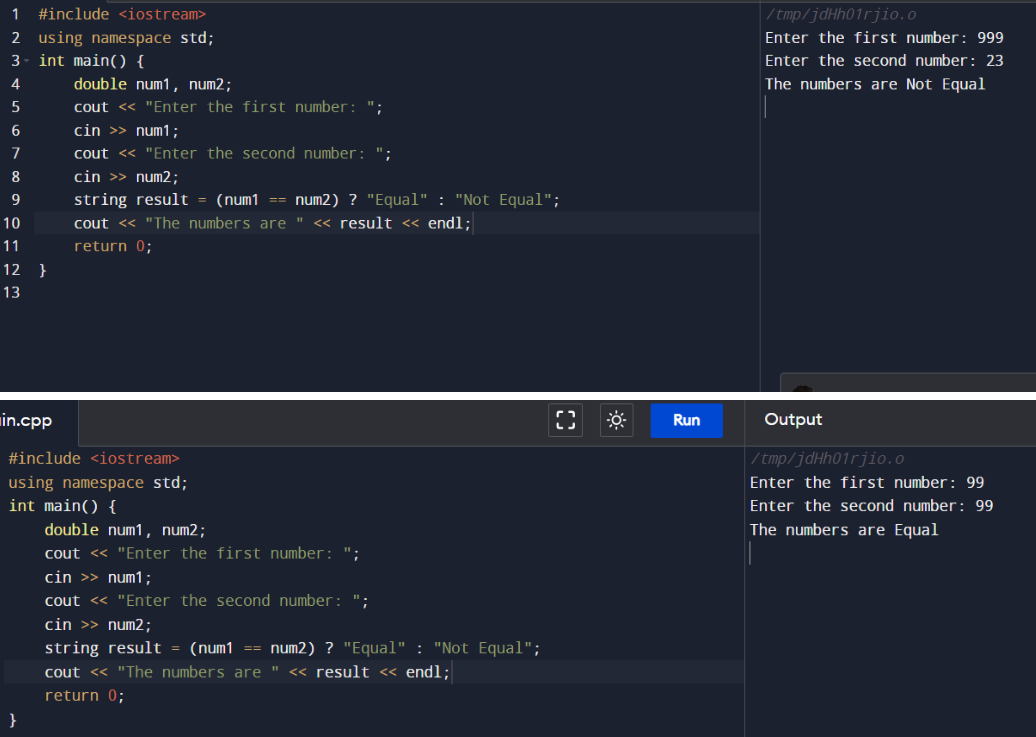 1 #include <iostream>
2 using namespace std;
3 int main() {
4     double num1, num2;
5     cout << "Enter the first number: ";
6     cin >> num1;
7     cout << "Enter the second number: ";
8     cin >> num2;
9     string result = (num1 == num2) ? "Equal" : "Not Equal";
10     cout << "The numbers are " << result << endl;
11     return 0;
12 }
13
/tmp/jdHh01rjio.o
Enter the first number: 999
Enter the second number: 23
The numbers are Not Equal
in.cpp
Run
Output
#include <iostream>
using namespace std;
int main() {
    double num1, num2;
    cout << "Enter the first number: ";
    cin >> num1;
    cout << "Enter the second number: ";
    cin >> num2;
    string result = (num1 == num2) ? "Equal" : "Not Equal";
    cout << "The numbers are " << result << endl;
    return 0;
}
/tmp/jdHh01rjio.o
Enter the first number: 99
Enter the second number: 99
The numbers are Equal